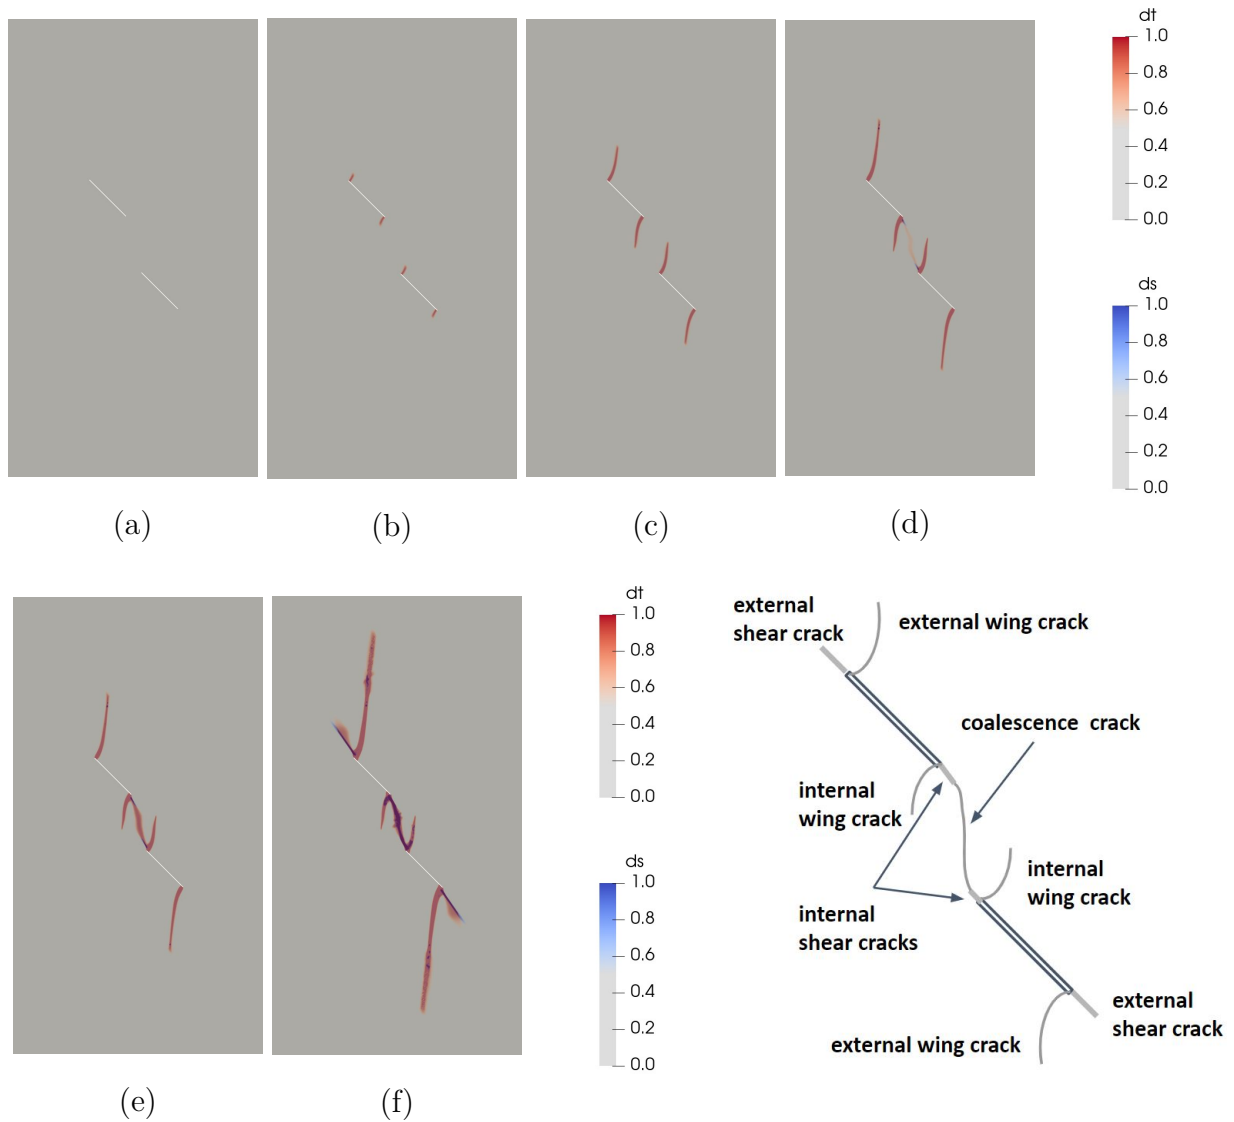 dt
1.0
0.8
0.6
0.4
0.2
0.0
ds
1.0
0.8
0.6
0.4
0.2
0.0
(a)
(b)
(c)
(d)
dt
1.0
0.8
0.6
0.4
0.2
0.0
ds
1.0
0.8
0.6
0.4
0.2
0.0
external
shear crack
external wing crack
coalescence crack
internal
wing crack
internal
wing crack
internal
shear cracks
external
shear crack
external wing crack
(e)
(f)